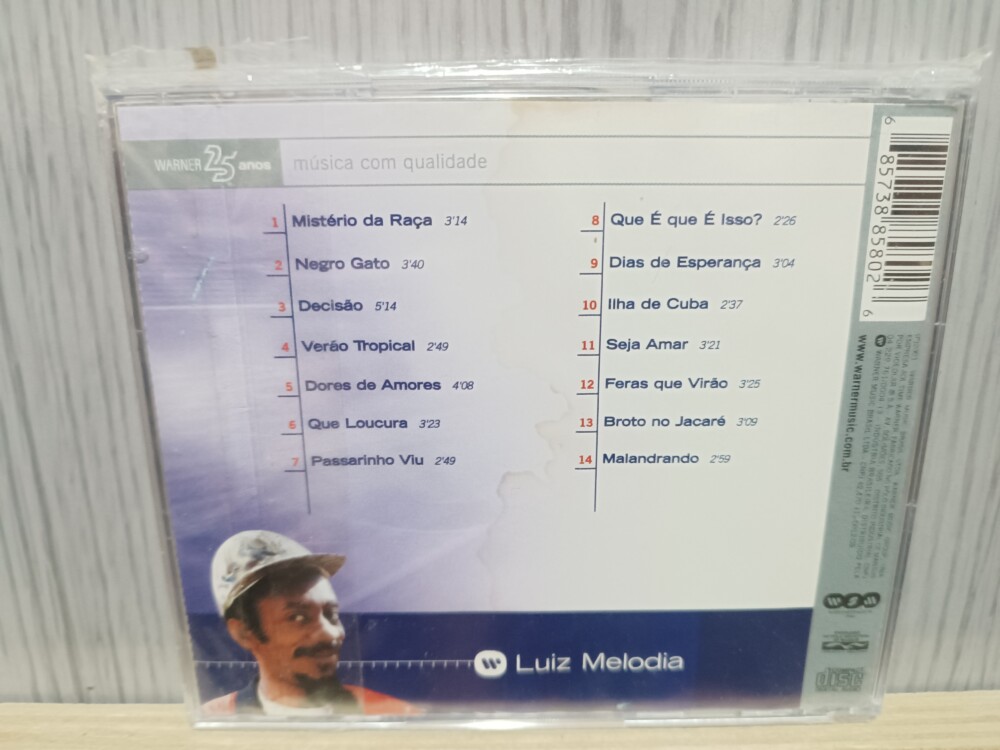 WARNER 25 anos
música com qualidade
1 Mistério da Raça 3'14
2 Negro Gato 3'40
3 Decisão 5'14
4 Verão Tropical 2'49
5 Dores de Amores 4'08
6 Que Loucura 3'23
7 Passarinho Viu 2'49
8 Que É que É Isso? 2'26
9 Dias de Esperança 3'04
10 Ilha de Cuba 2'37
11 Seja Amar 3'21
12 Feras que Virão 3'25
13 Broto no Jacaré 3'09
14 Malandrando 2'59
Luiz Melodia
6 85738 85802 6
www.warnermusic.com.br